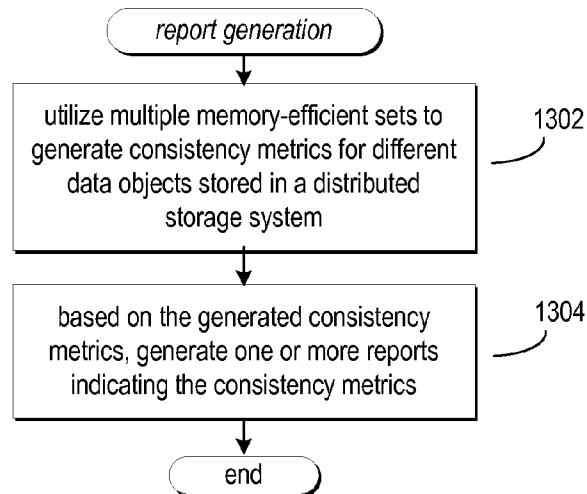 report generation
utilize multiple memory-efficient sets to
generate consistency metrics for different
data objects stored in a distributed
storage system
1302
based on the generated consistency
metrics, generate one or more reports
indicating the consistency metrics
1304
end